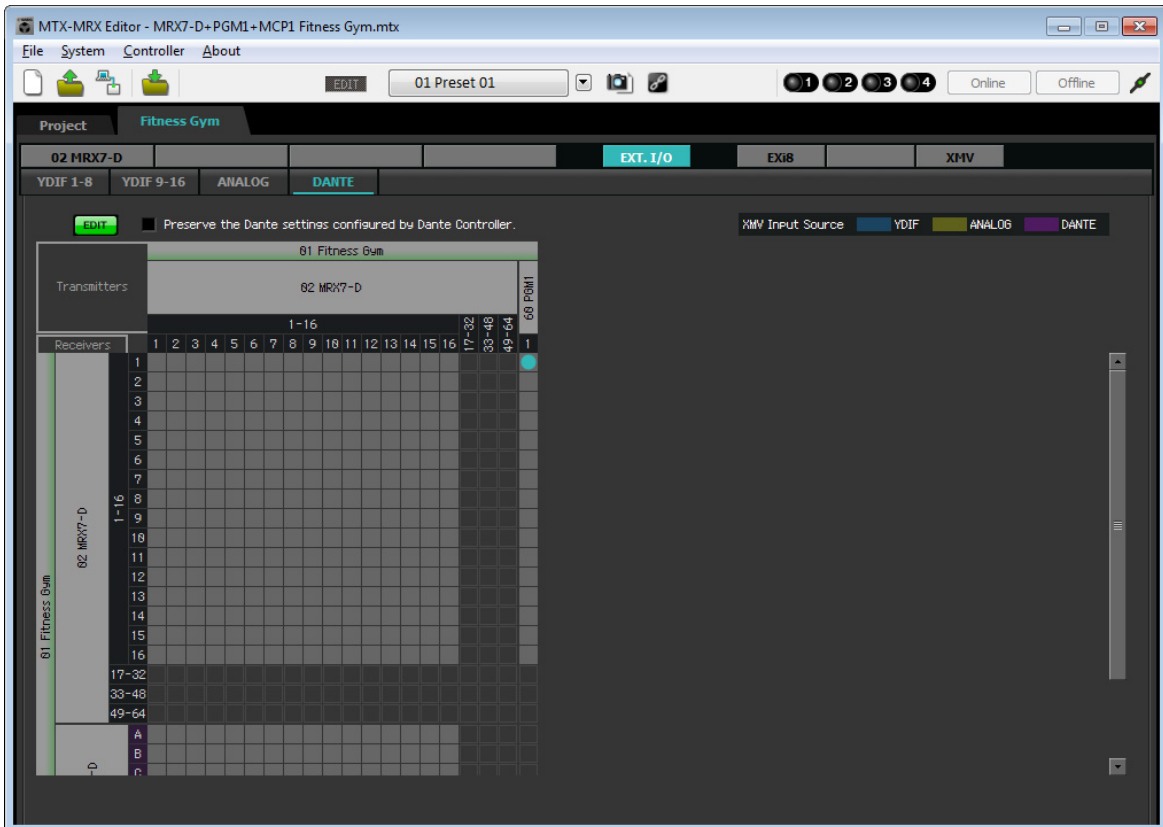 MTX-MRX Editor - MRX7-D+PGM1+MCP1 Fitness Gym.mtx
File System Controller About
EDIT 01 Preset 01 1 2 3 4 Online Offline
Project Fitness Gym
02 MRX7-D EXT. I/O EXi8 XMV
YDIF 1-8 YDIF 9-16 ANALOG DANTE
EDIT Preserve the Dante settings configured by Dante Controller. XMV Input Source YDIF ANALOG DANTE
01 Fitness Gym
Transmitters 02 MRX7-D 60 PGM1
1-16 17-32 33-48 49-64
Receivers 1 2 3 4 5 6 7 8 9 10 11 12 13 14 15 16 1
01 Fitness Gym
02 MRX7-D
1-16
1
2
3
4
5
6
7
8
9
10
11
12
13
14
15
16
17-32
33-48
49-64
-D
A
B
C